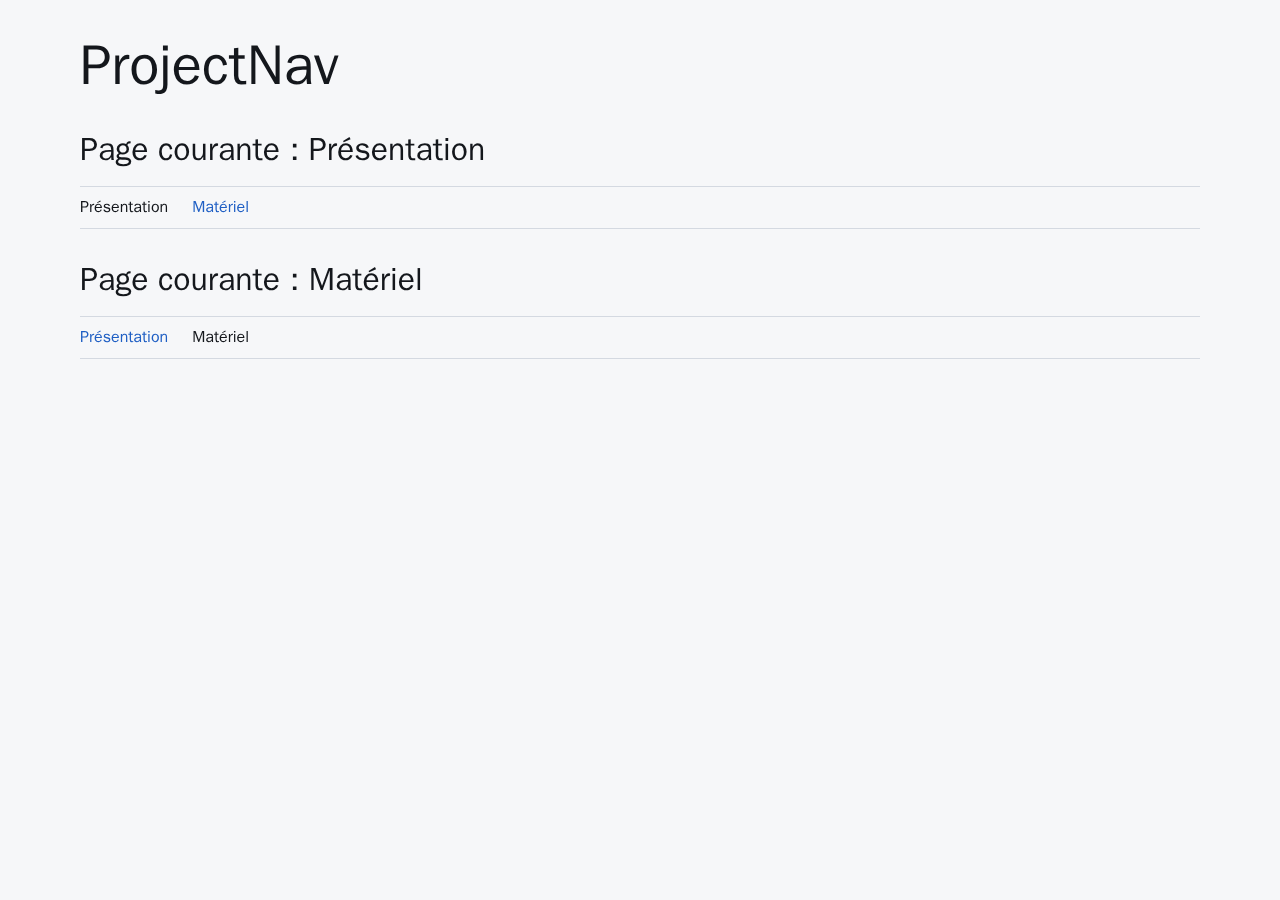 ProjectNav
Page courante : Présentation
Présentation Matériel
Page courante : Matériel
Présentation Matériel